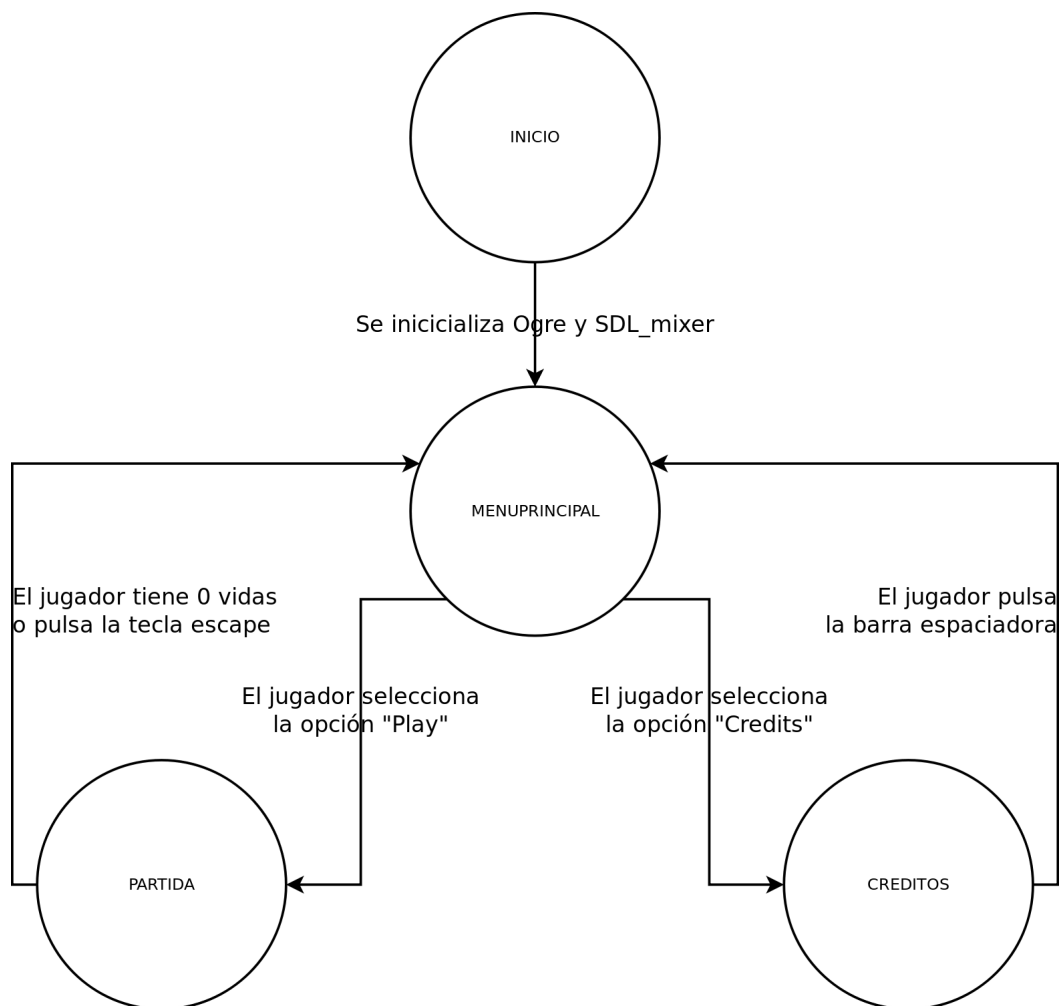 INICIO
Se inicicializa Ogre y SDL_mixer
MENUPRINCIPAL
El jugador tiene 0 vidas
o pulsa la tecla escape
El jugador pulsa
la barra espaciadora
El jugador selecciona
la opción "Play"
El jugador selecciona
la opción "Credits"
PARTIDA
CREDITOS